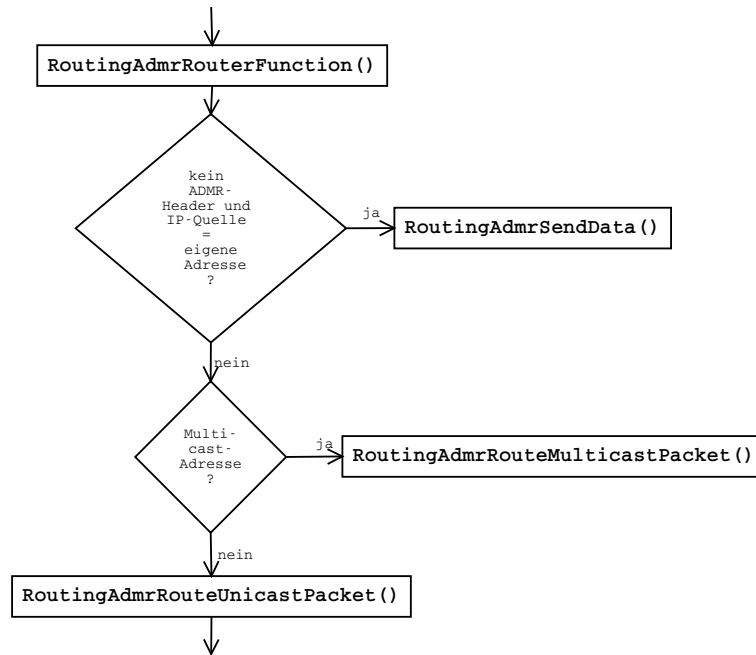 RoutingAdmrRouterFunction()
kein
ADMR-
Header und
IP-Quelle
=
eigene
Adresse
?
ja
RoutingAdmrSendData()
nein
Multi-
cast-
Adresse
?
ja
RoutingAdmrRouteMulticastPacket()
nein
RoutingAdmrRouteUnicastPacket()